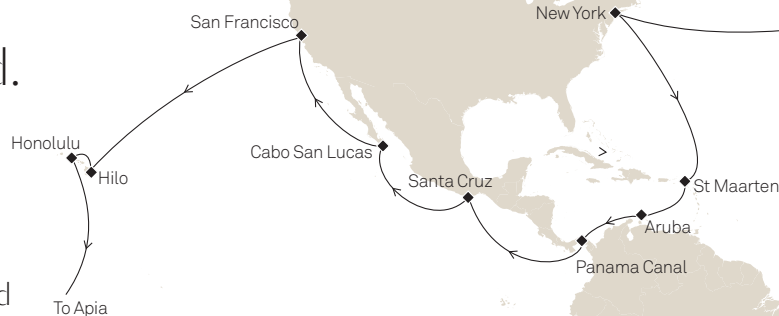 New York
San Francisco
d.
Honolulu
Hilo
Cabo San Lucas
Santa Cruz
St Maarten
Aruba
Panama Canal
d
To Apia